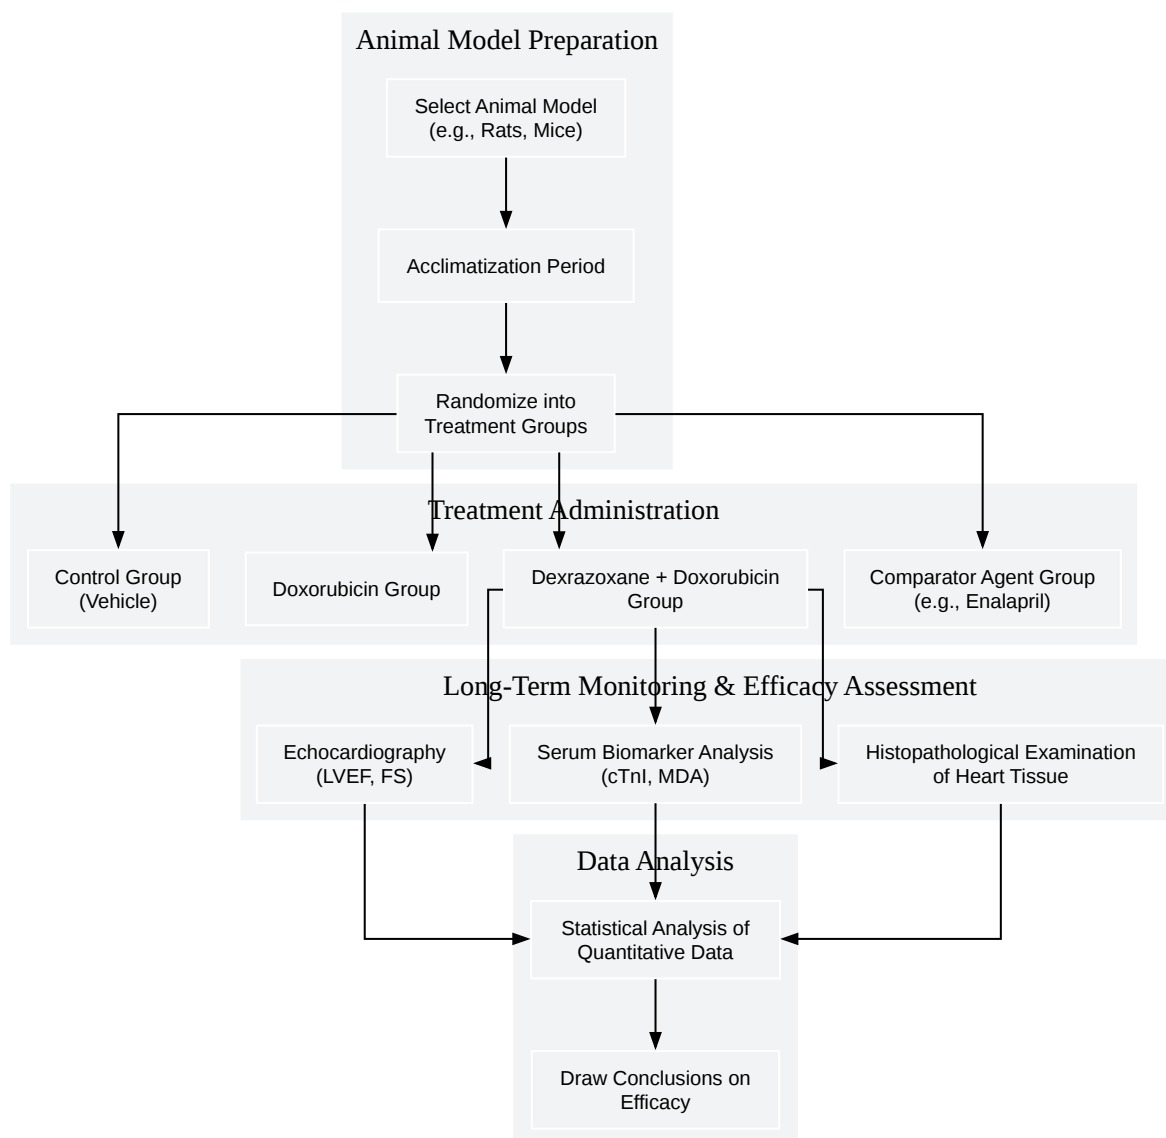 Animal Model Preparation
Select Animal Model
(e.g., Rats, Mice)
Acclimatization Period
Randomize into
Treatment Groups
Treatment Administration
Control Group
(Vehicle)
Doxorubicin Group
Dexrazoxane + Doxorubicin
Group
Comparator Agent Group
(e.g., Enalapril)
Long-Term Monitoring & Efficacy Assessment
Echocardiography
(LVEF, FS)
Serum Biomarker Analysis
(cTnI, MDA)
Histopathological Examination
of Heart Tissue
Data Analysis
Statistical Analysis of
Quantitative Data
Draw Conclusions on
Efficacy